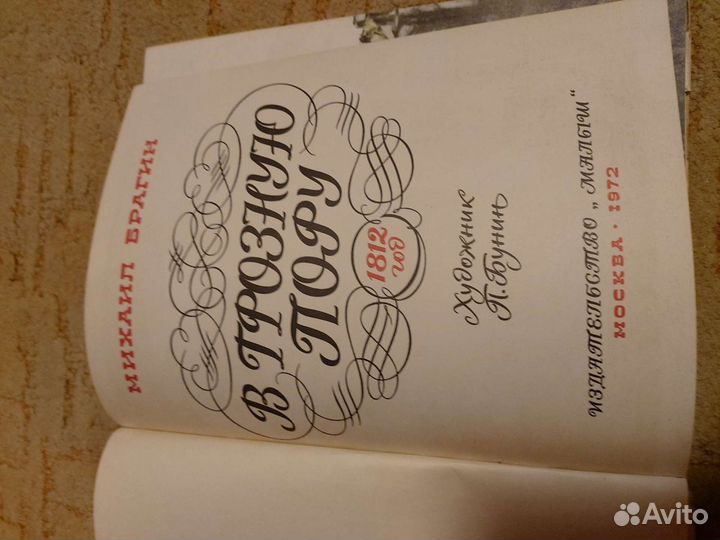 МИХАИЛ БРАГИН
В ГРОЗНУЮ
ПОРУ
1812
год
Художник
П. Бунин
ИЗДАТЕЛЬСТВО „МАЛЫШ“
МОСКВА · 1972
Avito